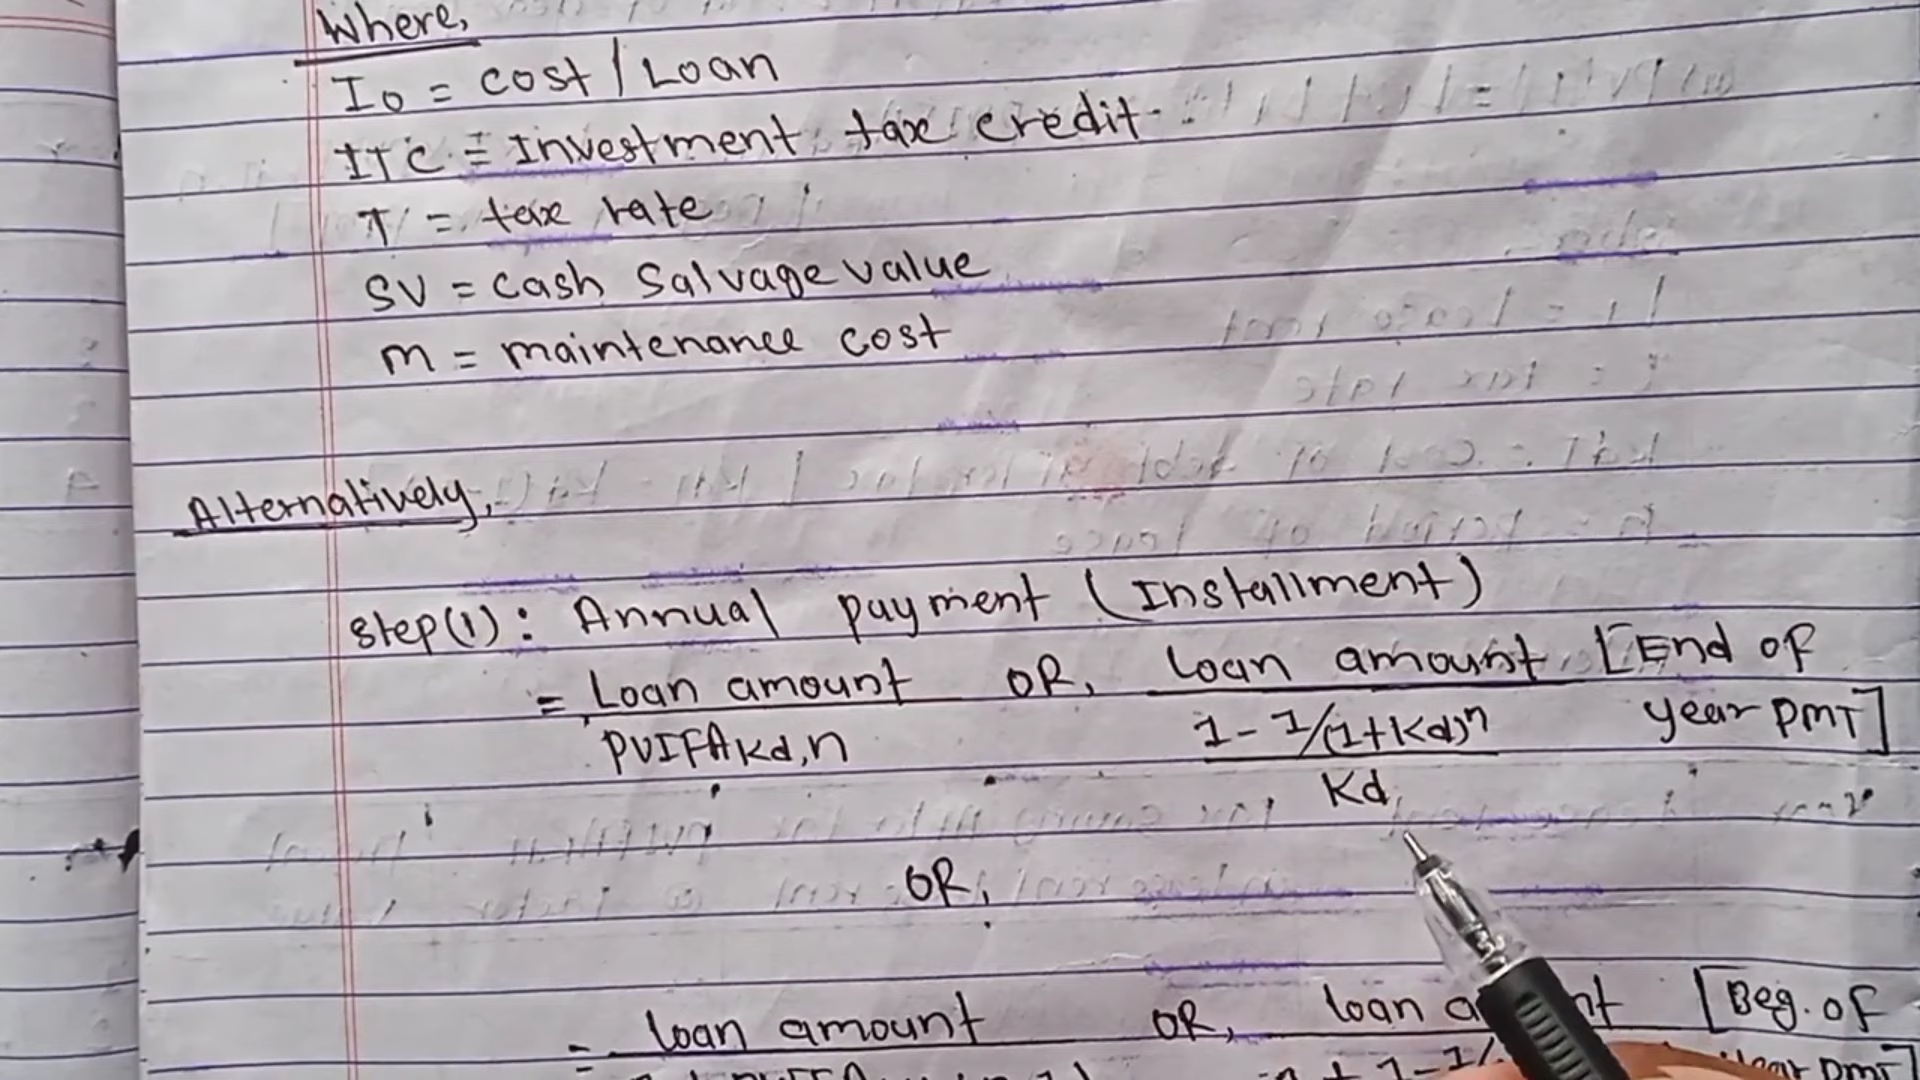 Where,
I0 = cost / Loan
ITC = Investment tax credit
T = tax rate
SV = cash salvage value
m = maintenance cost
Alternatively,
step(1): Annual payment (Installment)
= Loan amount OR, loan amount [End of
PVIFAKd,n 1 - 1/(1+Kd)^n year PMT]
Kd
OR,
= loan amount OR, loan [Beg. of
year PMT]